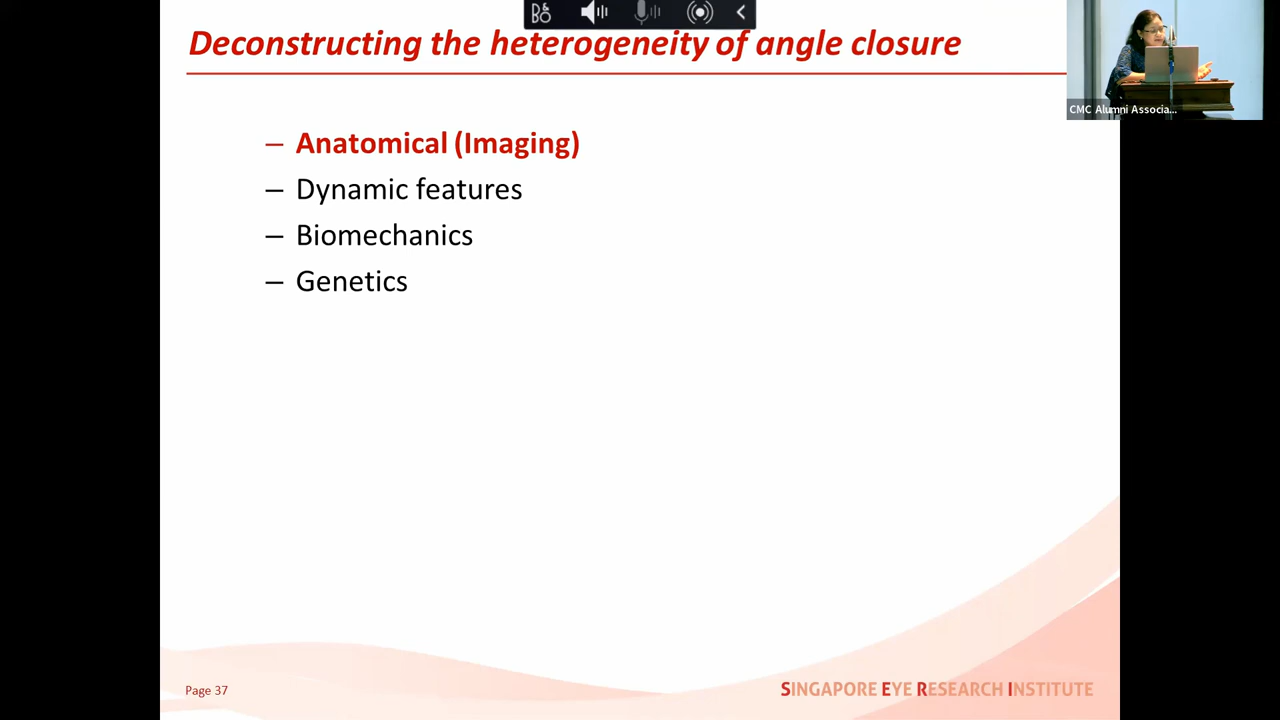 B&O
Deconstructing the heterogeneity of angle closure
CMC Alumni Associa...
– Anatomical (Imaging)
– Dynamic features
– Biomechanics
– Genetics
Page 37
SINGAPORE EYE RESEARCH INSTITUTE